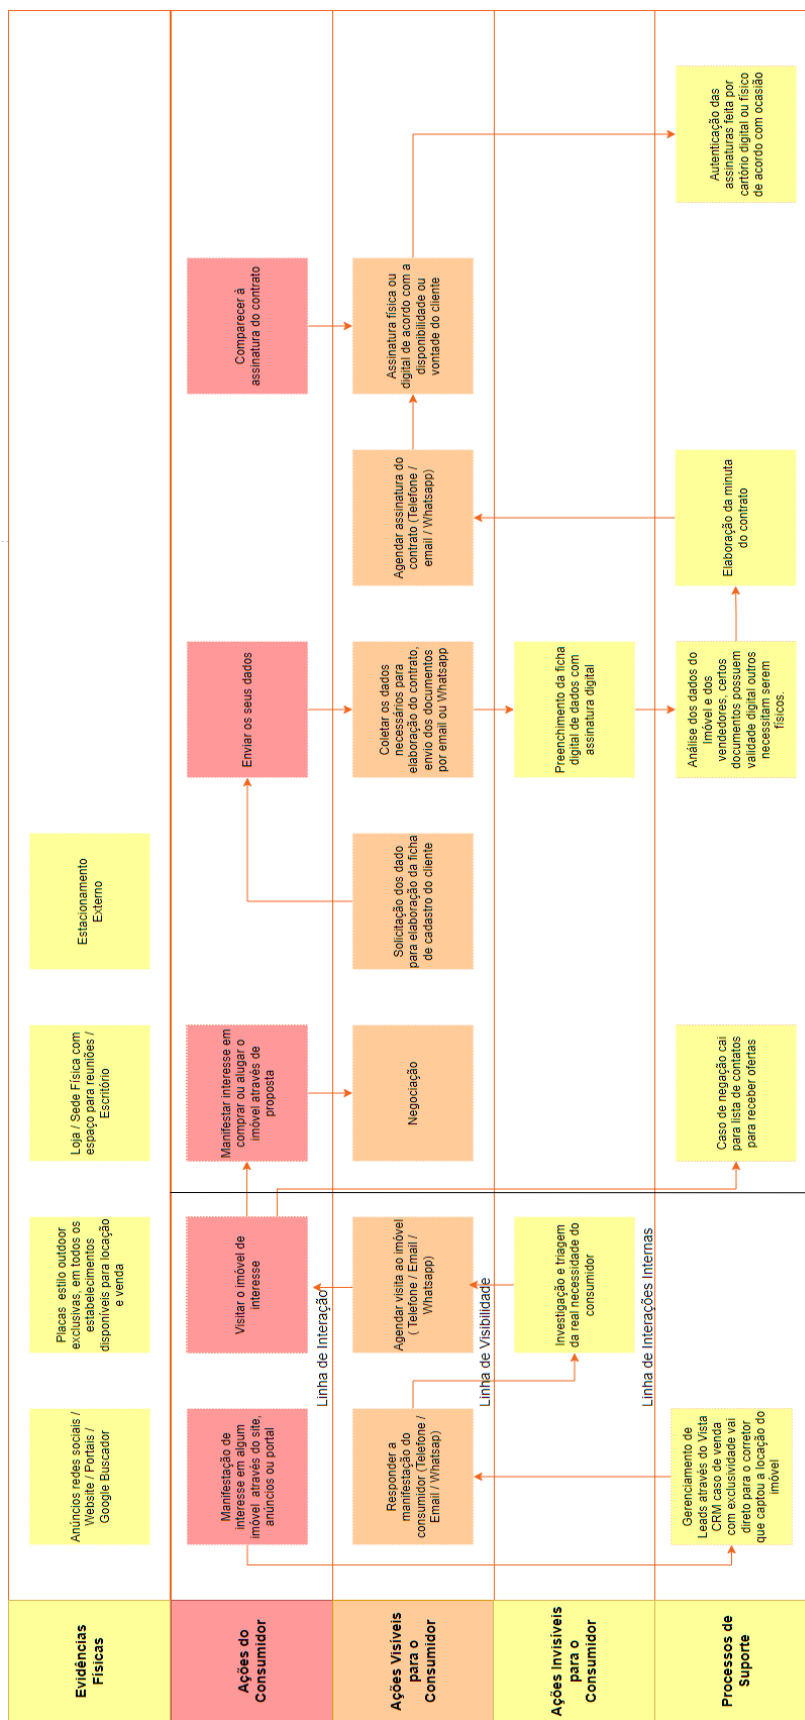 Evidências
Físicas
Anúncios redes sociais /
Website / Portais /
Google Buscador
Placas estilo outdoor
exclusivas, em todos os
estabelecimentos
disponíveis para locação
e venda
Loja / Sede Física com
espaço para reuniões /
Escritório
Estacionamento
Externo
Ações do
Consumidor
Manifestação de
interesse em algum
imóvel através do site,
anúncios ou portal
Visitar o imóvel de
interesse
Manifestar interesse em
comprar ou alugar o
imóvel através de
proposta
Enviar os seus dados
Comparecer à
assinatura do contrato
Linha de Interação
Ações Visíveis
para o
Consumidor
Responder a
manifestação do
consumidor (Telefone /
Email / Whatsap)
Agendar visita ao imóvel
( Telefone / Email /
Whatsapp)
Negociação
Solicitação dos dado
para elaboração da ficha
de cadastro do cliente
Coletar os dados
necessários para
elaboração do contrato,
envio dos documentos
por email ou Whatsapp
Agendar assinatura do
contrato (Telefone /
email / Whatsapp)
Assinatura física ou
digital de acordo com a
disponibilidade ou
vontade do cliente
Linha de Visibilidade
Ações Invisíveis
para o
Consumidor
Investigação e triagem
da real necessidade do
consumidor
Preenchimento da ficha
digital de dados com
assinatura digital
Linha de Interações Internas
Processos de
Suporte
Gerenciamento de
Leads através do Vista
CRM caso de venda
com exclusividade vai
direto para o corretor
que captou a locação do
imóvel
Caso de negação cai
para lista de contatos
para receber ofertas
Análise dos dados do
Imóvel e dos
vendedores, certos
documentos possuem
validade digital outros
necessitam serem
físicos.
Elaboração da minuta
do contrato
Autenticação das
assinaturas feita por
cartório digital ou físico
de acordo com ocasião